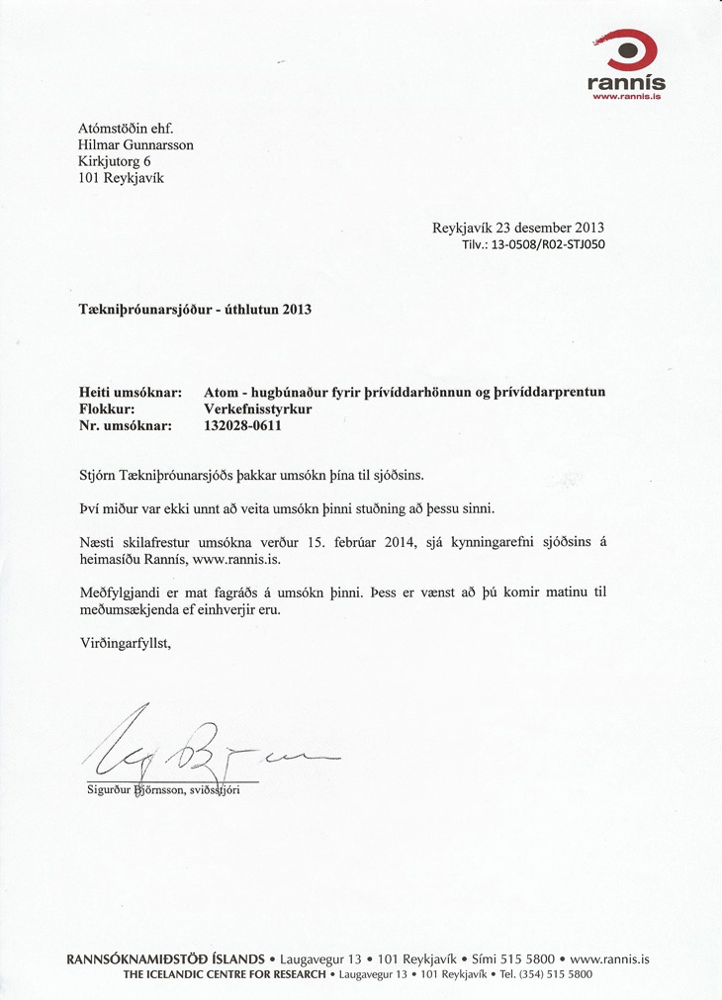 rannís
www.rannis.is
Atómstöðin ehf.
Hilmar Gunnarsson
Kirkjutorg 6
101 Reykjavík
Reykjavík 23 desember 2013
Tilv.: 13-0508/R02-STJ050
Tækniþróunarsjóður - úthlutun 2013
Heiti umsóknar: Atom - hugbúnaður fyrir þrívíddarhönnun og þrívíddarprentun
Flokkur: Verkefnisstyrkur
Nr. umsóknar: 132028-0611
Stjórn Tækniþróunarsjóðs þakkar umsókn þína til sjóðsins.
Því miður var ekki unnt að veita umsókn þinni stuðning að þessu sinni.
Næsti skilafrestur umsókna verður 15. febrúar 2014, sjá kynningarefni sjóðsins á
heimasíðu Rannís, www.rannis.is.
Meðfylgjandi er mat fagráðs á umsókn þinni. Þess er vænst að þú komir matinu til
meðumsækjenda ef einhverjir eru.
Virðingarfyllst,
Sigurður Björnsson, sviðsstjóri
RANNSÓKNAMIÐSTÖÐ ÍSLANDS • Laugavegur 13 • 101 Reykjavík • Sími 515 5800 • www.rannis.is
THE ICELANDIC CENTRE FOR RESEARCH • Laugavegur 13 • 101 Reykjavík • Tel. (354) 515 5800